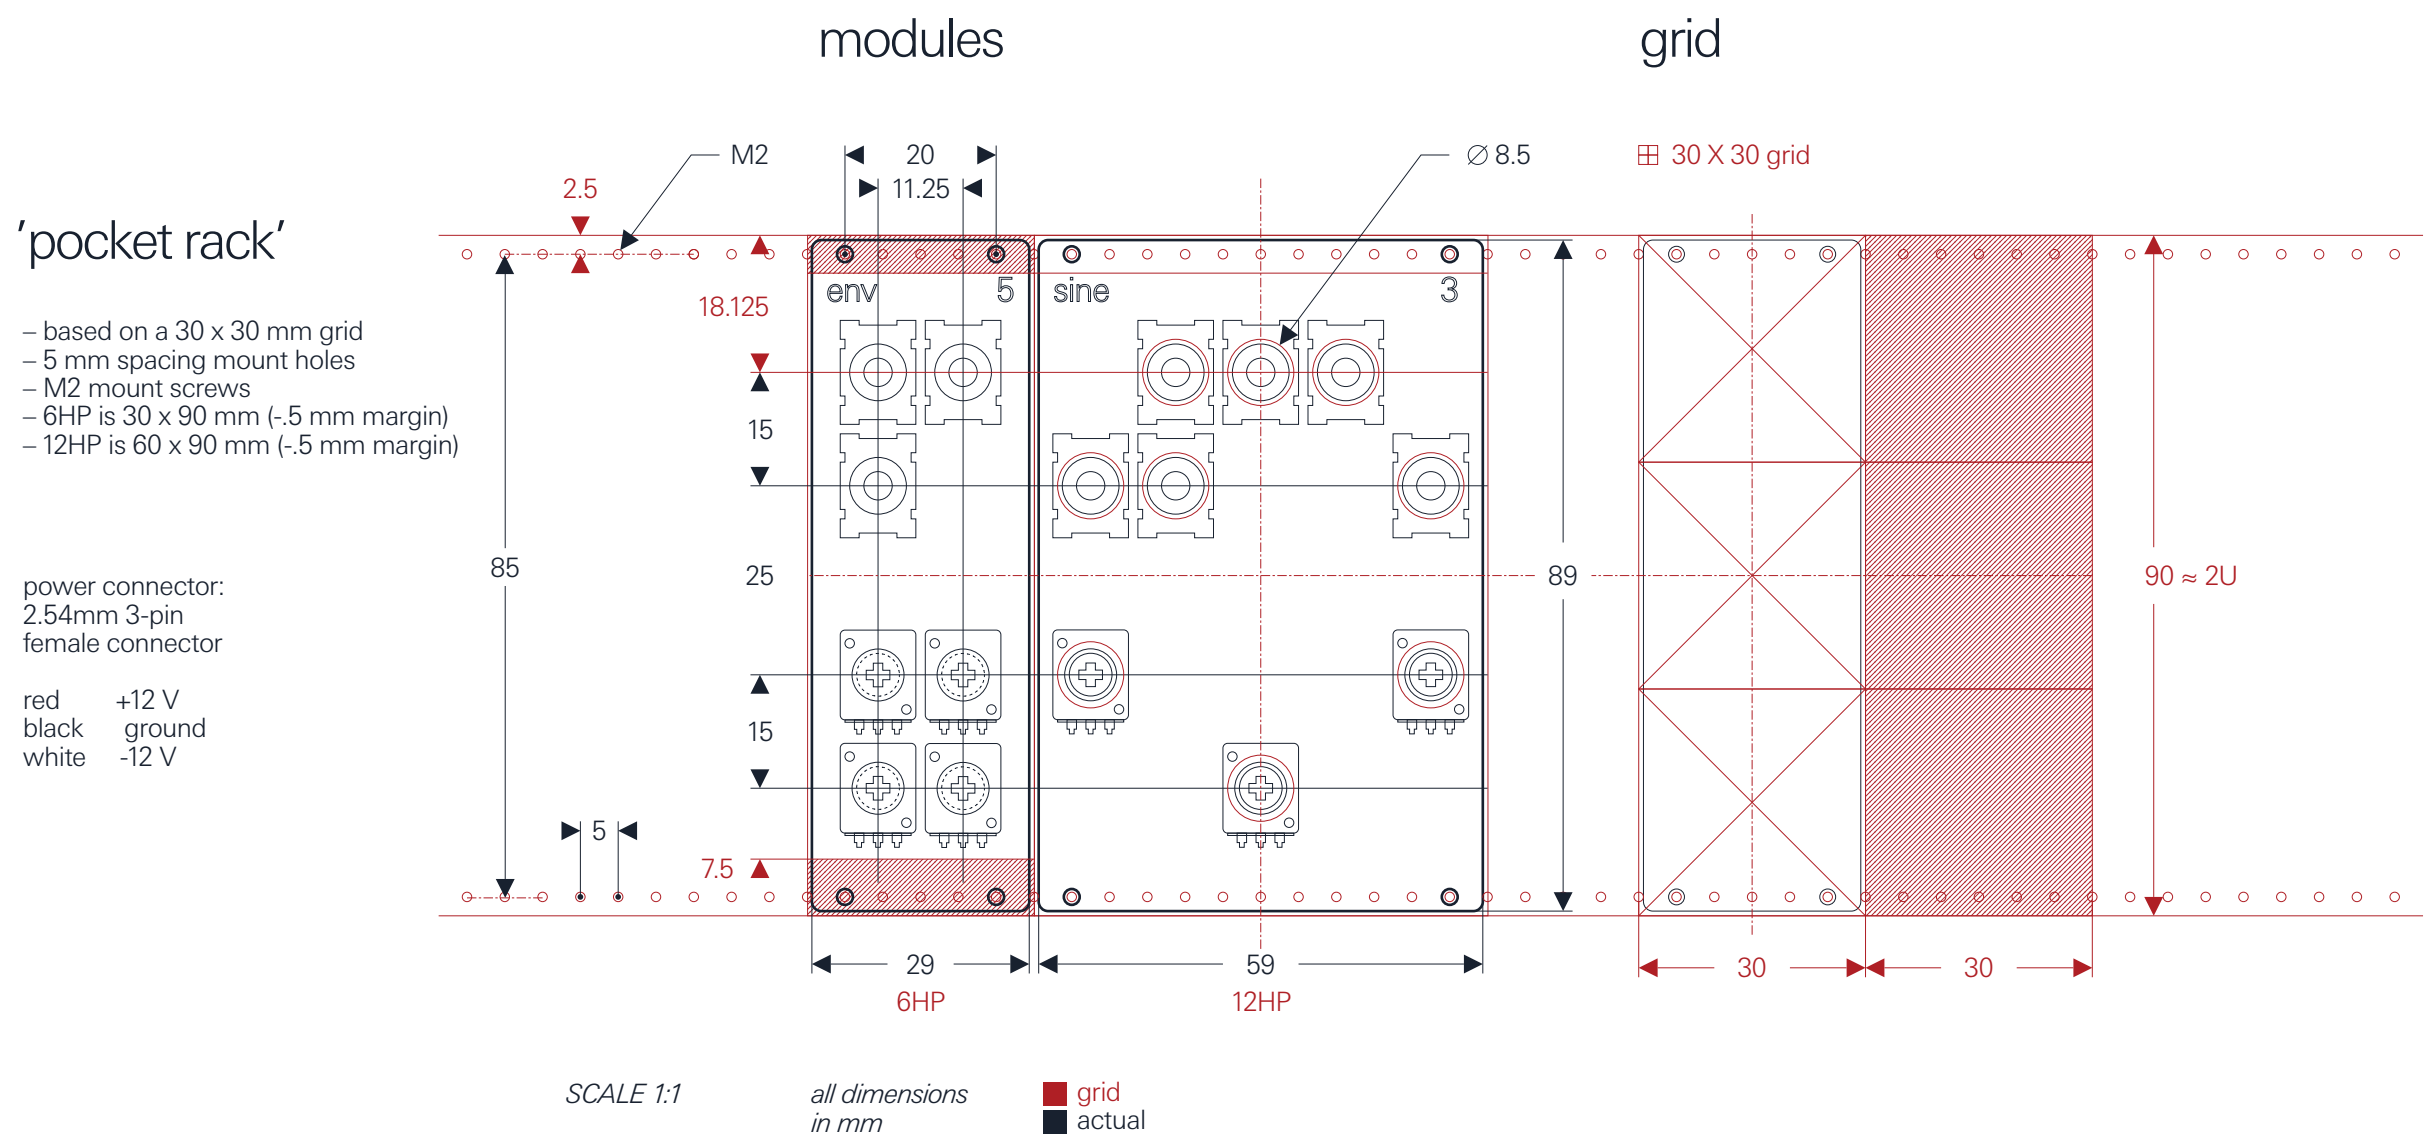 modules
grid
M2
20
Ø 8.5
30 X 30 grid
11.25
2.5
'pocket rack'
env 5
sine 3
18.125
– based on a 30 x 30 mm grid
– 5 mm spacing mount holes
– M2 mount screws
– 6HP is 30 x 90 mm (-.5 mm margin)
– 12HP is 60 x 90 mm (-.5 mm margin)
15
85
25
89
90 ≈ 2U
power connector:
2.54mm 3-pin
female connector
red +12 V
black ground
white -12 V
15
5
7.5
29
59
30
30
6HP
12HP
SCALE 1:1
all dimensions
in mm
grid
actual